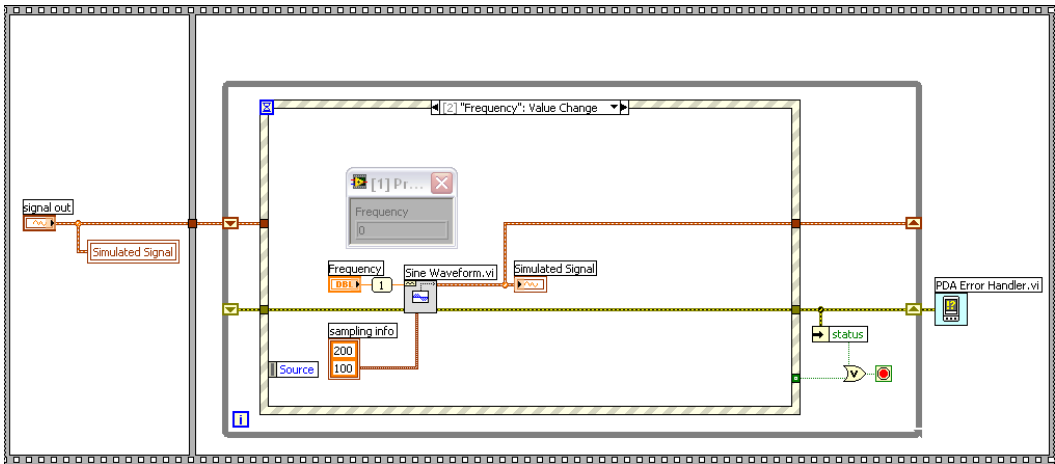 [2] "Frequency": Value Change
[1] Pr...
signal out
Frequency
0
Simulated Signal
Frequency
Sine Waveform.vi
Simulated Signal
DBL
1
PDA Error Handler.vi
sampling info
status
200
100
Source
V
i